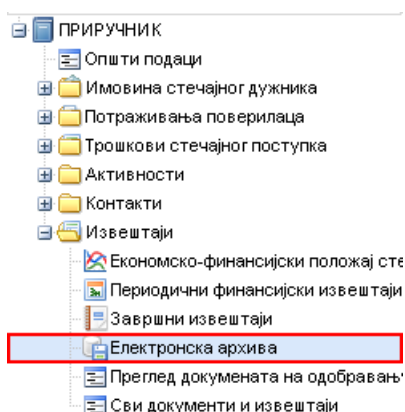 ПРИРУЧНИК
Општи подаци
Имовина стечајног дужника
Потраживања поверилаца
Трошкови стечајног поступка
Активности
Контакти
Извештаји
Економско-финансијски положај сте
Периодични финансијски извештаји
Завршни извештаји
Електронска архива
Преглед докумената на одобравањ
Сви документи и извештаји